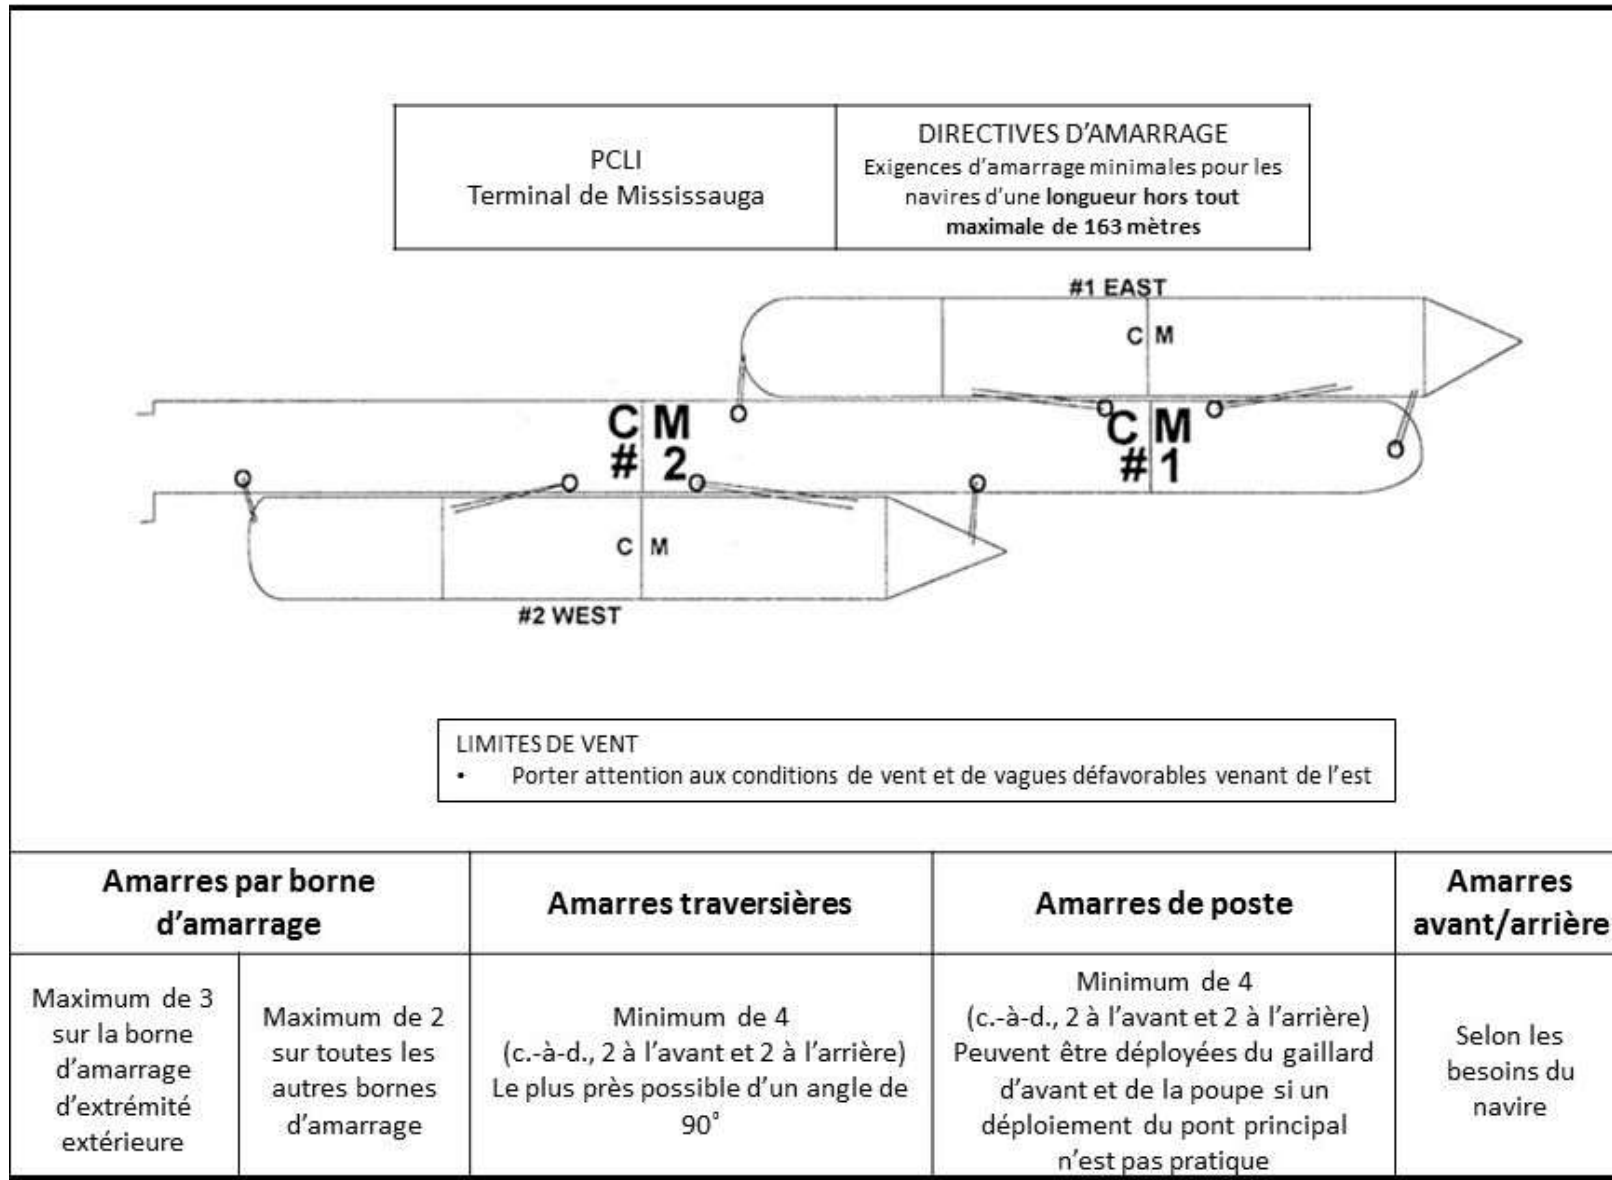 PCLI
Terminal de Mississauga
DIRECTIVES D'AMARRAGE
Exigences d'amarrage minimales pour les
navires d'une longueur hors tout
maximale de 163 mètres
#1 EAST
C M
C M
# 1
C M
# 2
C M
#2 WEST
LIMITES DE VENT
• Porter attention aux conditions de vent et de vagues défavorables venant de l'est
Amarres par borne
d'amarrage
Amarres traversières
Amarres de poste
Amarres
avant/arrière
Maximum de 3
sur la borne
d'amarrage
d'extrémité
extérieure
Maximum de 2
sur toutes les
autres bornes
d'amarrage
Minimum de 4
(c.-à-d., 2 à l'avant et 2 à l'arrière)
Le plus près possible d'un angle de
90°
Minimum de 4
(c.-à-d., 2 à l'avant et 2 à l'arrière)
Peuvent être déployées du gaillard
d'avant et de la poupe si un
déploiement du pont principal
n'est pas pratique
Selon les
besoins du
navire